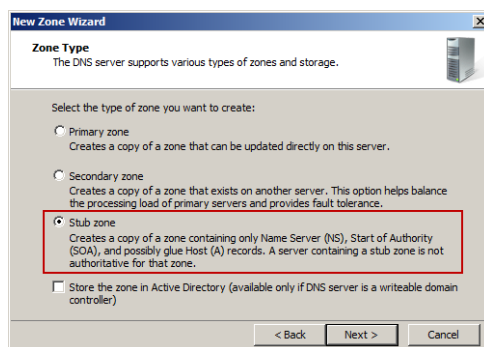 New Zone Wizard
Zone Type
The DNS server supports various types of zones and storage.
Select the type of zone you want to create:
Primary zone
Creates a copy of a zone that can be updated directly on this server.
Secondary zone
Creates a copy of a zone that exists on another server. This option helps balance
the processing load of primary servers and provides fault tolerance.
Stub zone
Creates a copy of a zone containing only Name Server (NS), Start of Authority
(SOA), and possibly glue Host (A) records. A server containing a stub zone is not
authoritative for that zone.
Store the zone in Active Directory (available only if DNS server is a writeable domain
controller)
< Back Next > Cancel